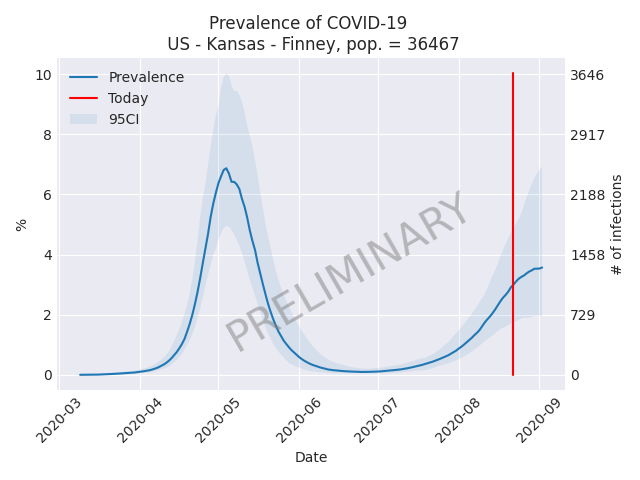 Prevalence of COVID-19
US - Kansas - Finney, pop. = 36467
Prevalence
Today
95CI
10
8
6
4
2
0
%
3646
2917
2188
1458
729
0
# of infections
PRELIMINARY
2020-03
2020-04
2020-05
2020-06
2020-07
2020-08
2020-09
Date